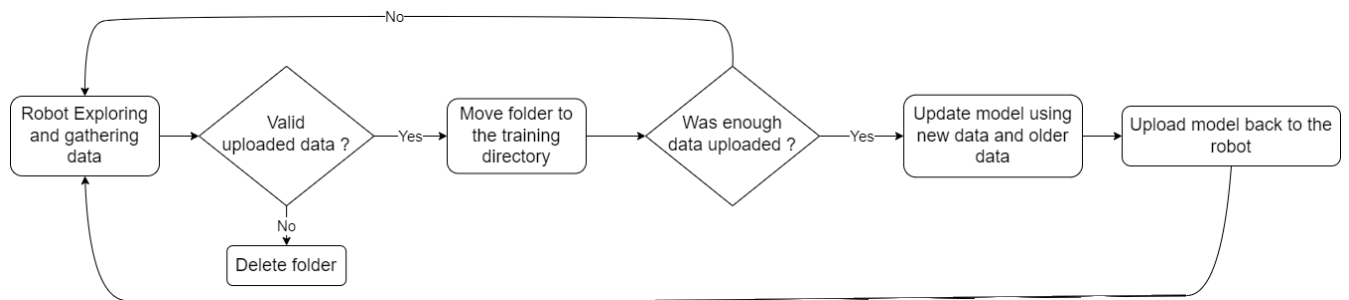 No
Robot Exploring
and gathering
data
Valid
uploaded data ?
Yes
Move folder to
the training
directory
Was enough
data uploaded ?
Yes
Update model using
new data and older
data
Upload model back to the
robot
No
Delete folder